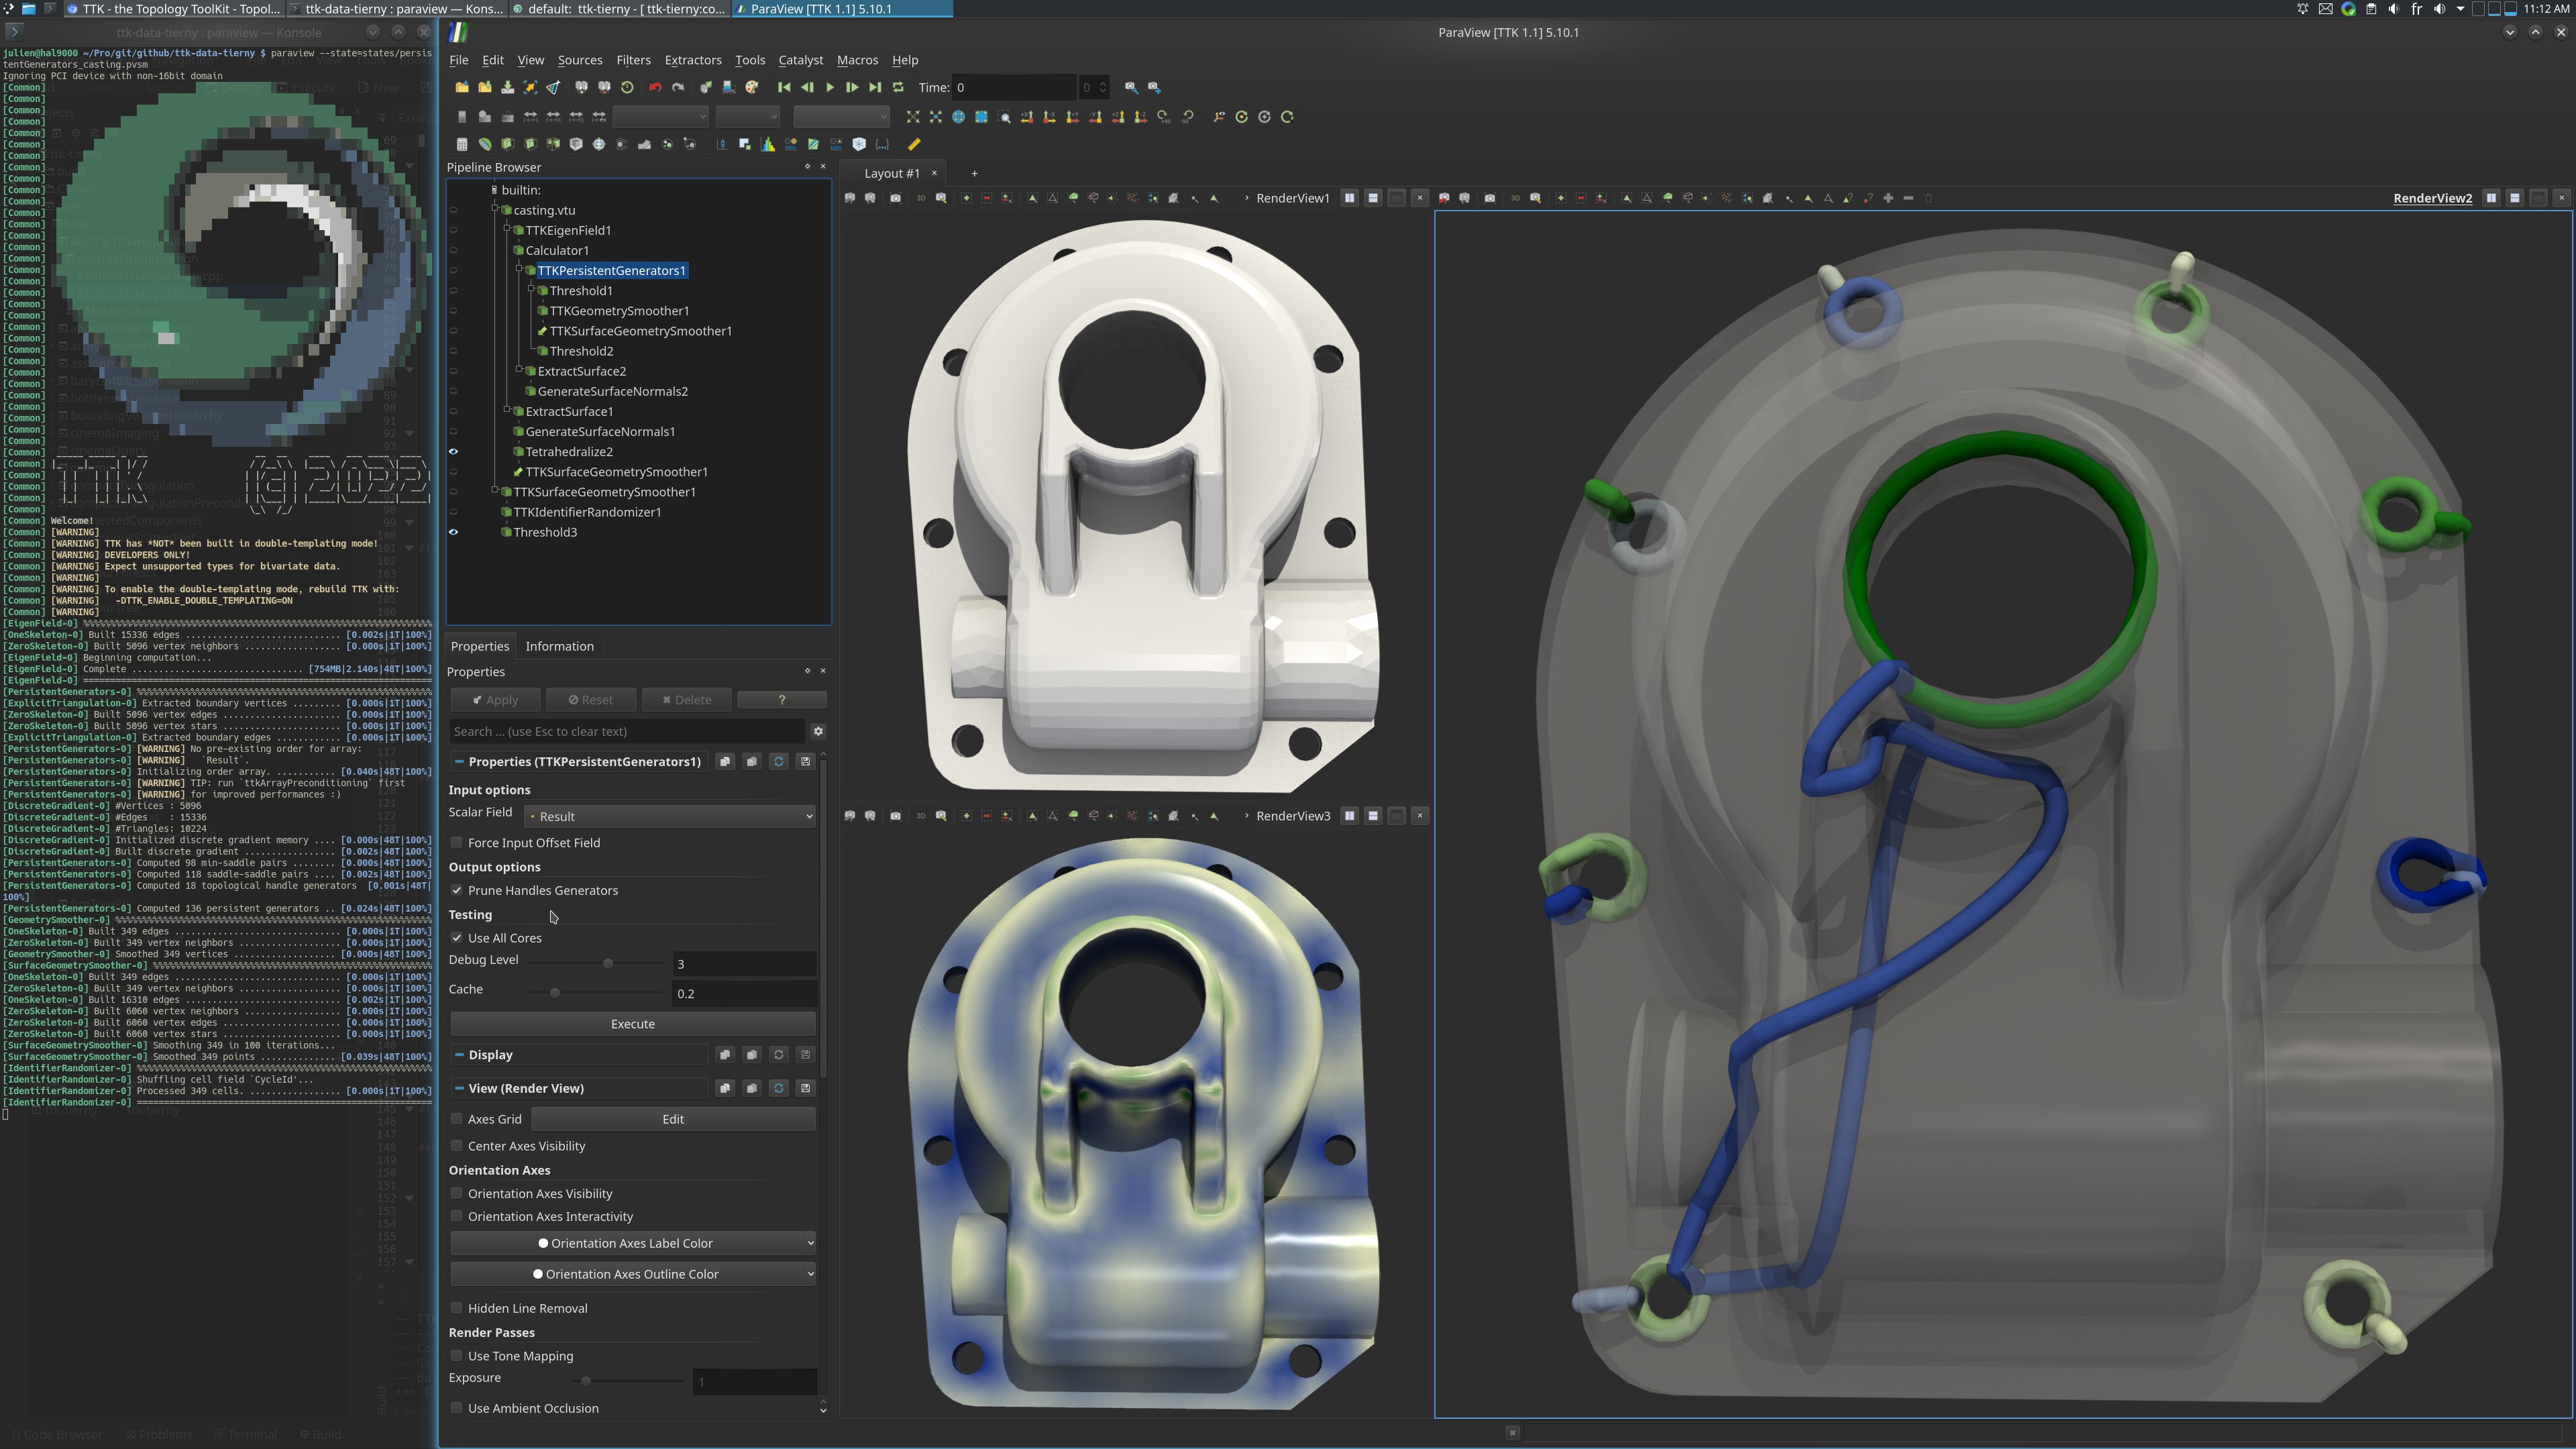 TTK - the Topology ToolKit - Topol...
ttk-data-tierny : paraview — Kons...
default: ttk-tierny - [ ttk-tierny:co...
ParaView [TTK 1.1] 5.10.1
fr
11:12 AM
ttk-data-tierny : paraview — Konsole
julien@hal9000 ~/Pro/git/github/ttk-data-tierny $ paraview --state=states/persis
tentGenerators_casting.pvsm
Ignoring PCI device with non-16bit domain
[Common] Welcome!
[Common] [WARNING]
[Common] [WARNING] TTK has *NOT* been built in double-templating mode!
[Common] [WARNING] DEVELOPERS ONLY!
[Common] [WARNING] Expect unsupported types for bivariate data.
[Common] [WARNING]
[Common] [WARNING] To enable the double-templating mode, rebuild TTK with:
[Common] [WARNING]   -DTTK_ENABLE_DOUBLE_TEMPLATING=ON
[Common] [WARNING]
[EigenField-0] %%%%%%%%%%%%%%%%%%%%%%%%%%%%%%%%%%%%%%%%%%%%%%%%%%
[OneSkeleton-0] Built 15336 edges ............................. [0.002s|1T|100%]
[ZeroSkeleton-0] Built 5096 vertex neighbors .................. [0.000s|1T|100%]
[EigenField-0] Beginning computation...
[EigenField-0] Complete ............................... [754MB|2.140s|48T|100%]
[EigenField-0] ==================================================
[PersistentGenerators-0] %%%%%%%%%%%%%%%%%%%%%%%%%%%%%%%%%%%%%%%%
[ExplicitTriangulation-0] Extracted boundary vertices ......... [0.000s|1T|100%]
[ZeroSkeleton-0] Built 5096 vertex edges ...................... [0.000s|1T|100%]
[ZeroSkeleton-0] Built 5096 vertex stars ...................... [0.000s|1T|100%]
[ExplicitTriangulation-0] Extracted boundary edges ............ [0.000s|1T|100%]
[PersistentGenerators-0] [WARNING] No pre-existing order for array:
[PersistentGenerators-0] [WARNING]   `Result`.
[PersistentGenerators-0] Initializing order array. ........... [0.040s|48T|100%]
[PersistentGenerators-0] [WARNING] TIP: run `ttkArrayPreconditioning` first
[PersistentGenerators-0] [WARNING] for improved performances :)
[DiscreteGradient-0] #Vertices : 5096
[DiscreteGradient-0] #Edges    : 15336
[DiscreteGradient-0] #Triangles: 10224
[DiscreteGradient-0] Initialized discrete gradient memory .... [0.000s|48T|100%]
[DiscreteGradient-0] Built discrete gradient ................. [0.002s|48T|100%]
[PersistentGenerators-0] Computed 98 min-saddle pairs ........ [0.000s|48T|100%]
[PersistentGenerators-0] Computed 118 saddle-saddle pairs .... [0.002s|48T|100%]
[PersistentGenerators-0] Computed 18 topological handle generators  [0.001s|48T|
100%]
[PersistentGenerators-0] Computed 136 persistent generators .. [0.024s|48T|100%]
[GeometrySmoother-0] %%%%%%%%%%%%%%%%%%%%%%%%%%%%%%%%%%%%%%%%%%%%
[OneSkeleton-0] Built 349 edges ............................... [0.000s|1T|100%]
[ZeroSkeleton-0] Built 349 vertex neighbors ................... [0.000s|1T|100%]
[GeometrySmoother-0] Smoothed 349 vertices ................... [0.000s|48T|100%]
[SurfaceGeometrySmoother-0] %%%%%%%%%%%%%%%%%%%%%%%%%%%%%%%%%%%%%
[OneSkeleton-0] Built 349 edges ............................... [0.000s|1T|100%]
[ZeroSkeleton-0] Built 349 vertex neighbors ................... [0.000s|1T|100%]
[OneSkeleton-0] Built 16310 edges ............................. [0.002s|1T|100%]
[ZeroSkeleton-0] Built 6060 vertex neighbors .................. [0.000s|1T|100%]
[ZeroSkeleton-0] Built 6060 vertex edges ...................... [0.000s|1T|100%]
[ZeroSkeleton-0] Built 6060 vertex stars ...................... [0.000s|1T|100%]
[SurfaceGeometrySmoother-0] Smoothing 349 in 100 iterations...
[SurfaceGeometrySmoother-0] Smoothed 349 points ............. [0.039s|48T|100%]
[IdentifierRandomizer-0] %%%%%%%%%%%%%%%%%%%%%%%%%%%%%%%%%%%%%%%%
[IdentifierRandomizer-0] Shuffling cell field `CycleId`...
[IdentifierRandomizer-0] Processed 349 cells. ................ [0.000s|48T|100%]
[IdentifierRandomizer-0] ========================================
Code Browser
Problems
Terminal
Build
ParaView [TTK 1.1] 5.10.1
File Edit View Sources Filters Extractors Tools Catalyst Macros Help
Time: 0
0
Pipeline Browser
builtin:
casting.vtu
TTKEigenField1
Calculator1
TTKPersistentGenerators1
Threshold1
TTKGeometrySmoother1
TTKSurfaceGeometrySmoother1
Threshold2
ExtractSurface2
GenerateSurfaceNormals2
ExtractSurface1
GenerateSurfaceNormals1
Tetrahedralize2
TTKSurfaceGeometrySmoother1
TTKSurfaceGeometrySmoother1
TTKIdentifierRandomizer1
Threshold3
Properties Information
Properties
Apply Reset Delete ?
Search ... (use Esc to clear text)
Properties (TTKPersistentGenerators1)
Input options
Scalar Field Result
Force Input Offset Field
Output options
Prune Handles Generators
Testing
Use All Cores
Debug Level 3
Cache 0.2
Execute
Display
View (Render View)
Axes Grid Edit
Center Axes Visibility
Orientation Axes
Orientation Axes Visibility
Orientation Axes Interactivity
Orientation Axes Label Color
Orientation Axes Outline Color
Hidden Line Removal
Render Passes
Use Tone Mapping
Exposure 1
Use Ambient Occlusion
Layout #1
+
3D
RenderView1
3D
RenderView2
3D
RenderView3